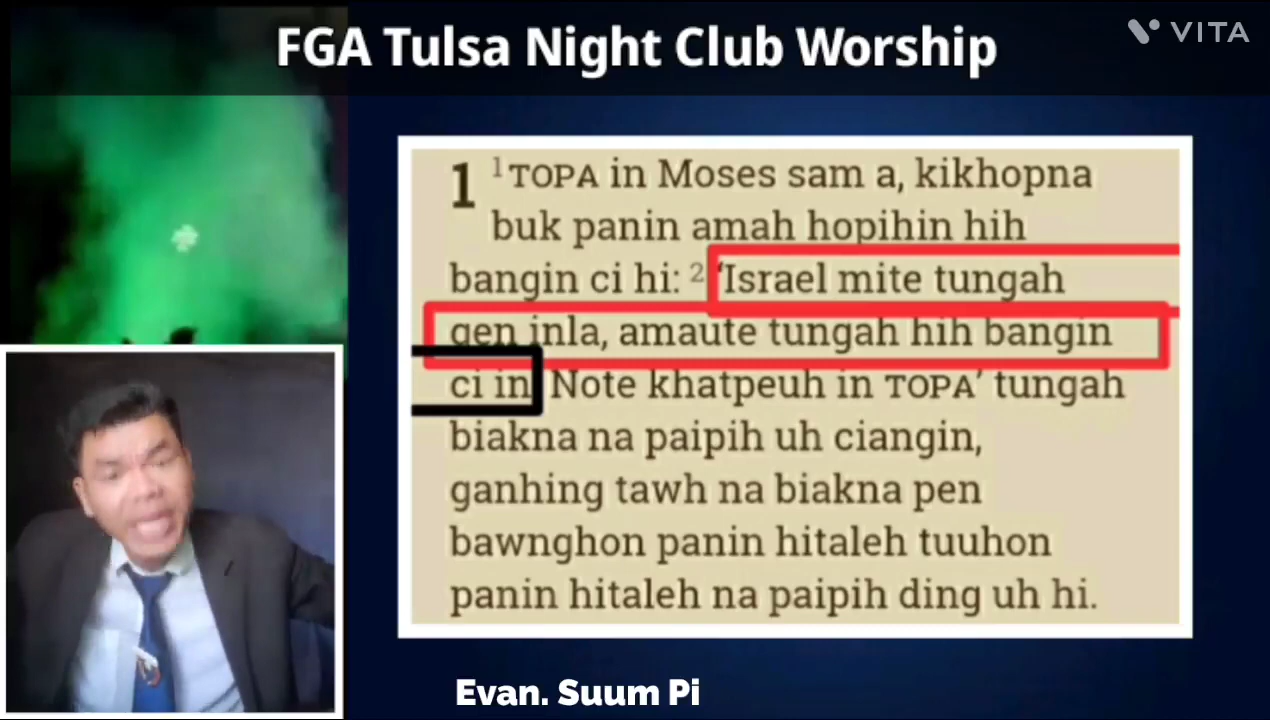 FGA Tulsa Night Club Worship
VITA
1 1 TOPA in Moses sam a, kikhopna
buk panin amah hopihin hih
bangin ci hi: 2 'Israel mite tungah
gen inla, amaute tungah hih bangin
ci in Note khatpeuh in TOPA' tungah
biakna na paipih uh ciangin,
ganhing tawh na biakna pen
bawnghon panin hitaleh tuuhon
panin hitaleh na paipih ding uh hi.
Evan. Suum Pi